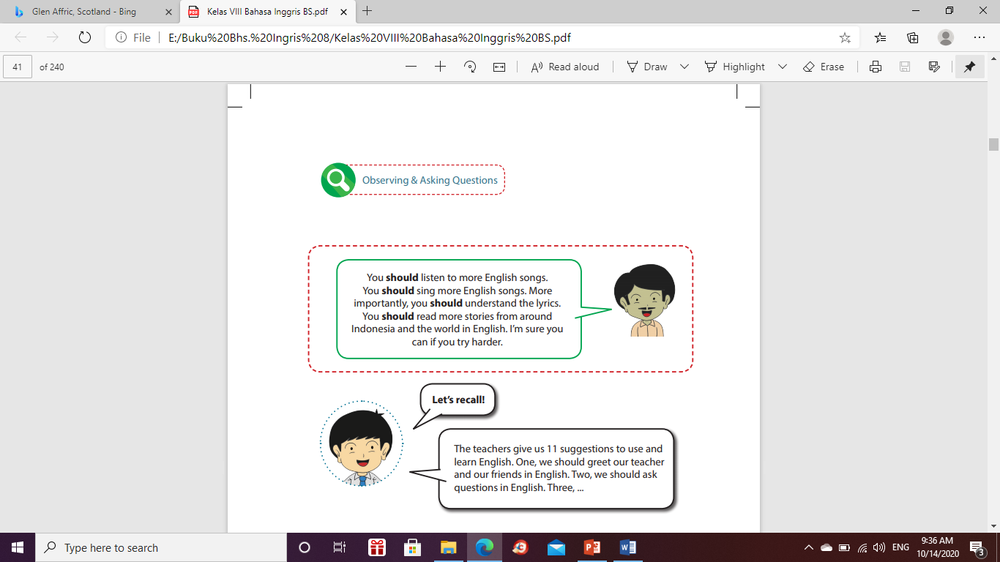 Glen Affric, Scotland - Bing
Kelas VIII Bahasa Inggris BS.pdf
File
E:/Buku%20Bhs.%20Ingris%208/Kelas%20VIII%20Bahasa%20Inggris%20BS.pdf
41
of 240
Read aloud
Draw
Highlight
Erase
Observing & Asking Questions
You should listen to more English songs.
You should sing more English songs. More
importantly, you should understand the lyrics.
You should read more stories from around
Indonesia and the world in English. I'm sure you
can if you try harder.
Let's recall!
The teachers give us 11 suggestions to use and
learn English. One, we should greet our teacher
and our friends in English. Two, we should ask
questions in English. Three, ...
Type here to search
ENG
9:36 AM
10/14/2020
3